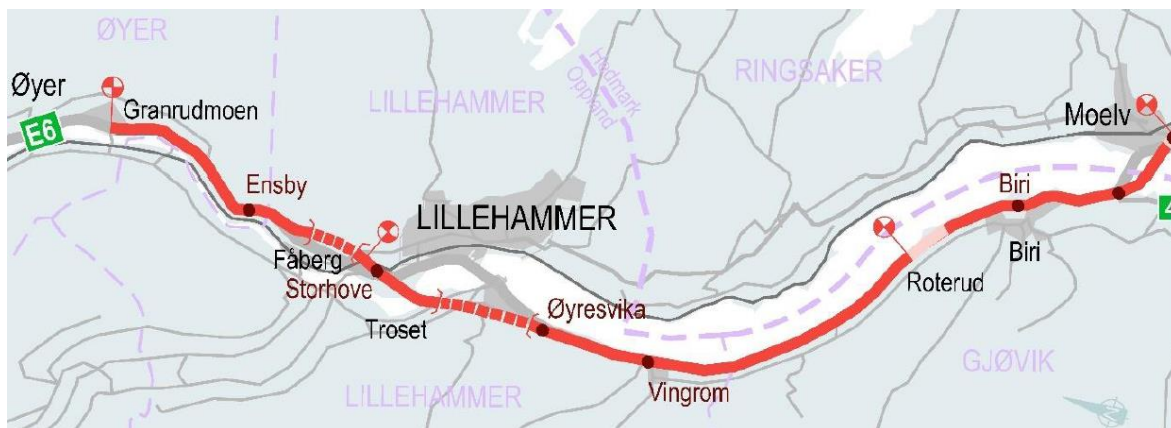 ØYER
Øyer
E6
Granrudmoen
LILLEHAMMER
Hedmark
Oppland
RINGSAKER
Moelv
Ensby
LILLEHAMMER
Fåberg
Storhove
Troset
Øyresvika
Vingrom
LILLEHAMMER
Roterud
Biri
Biri
4
GJØVIK